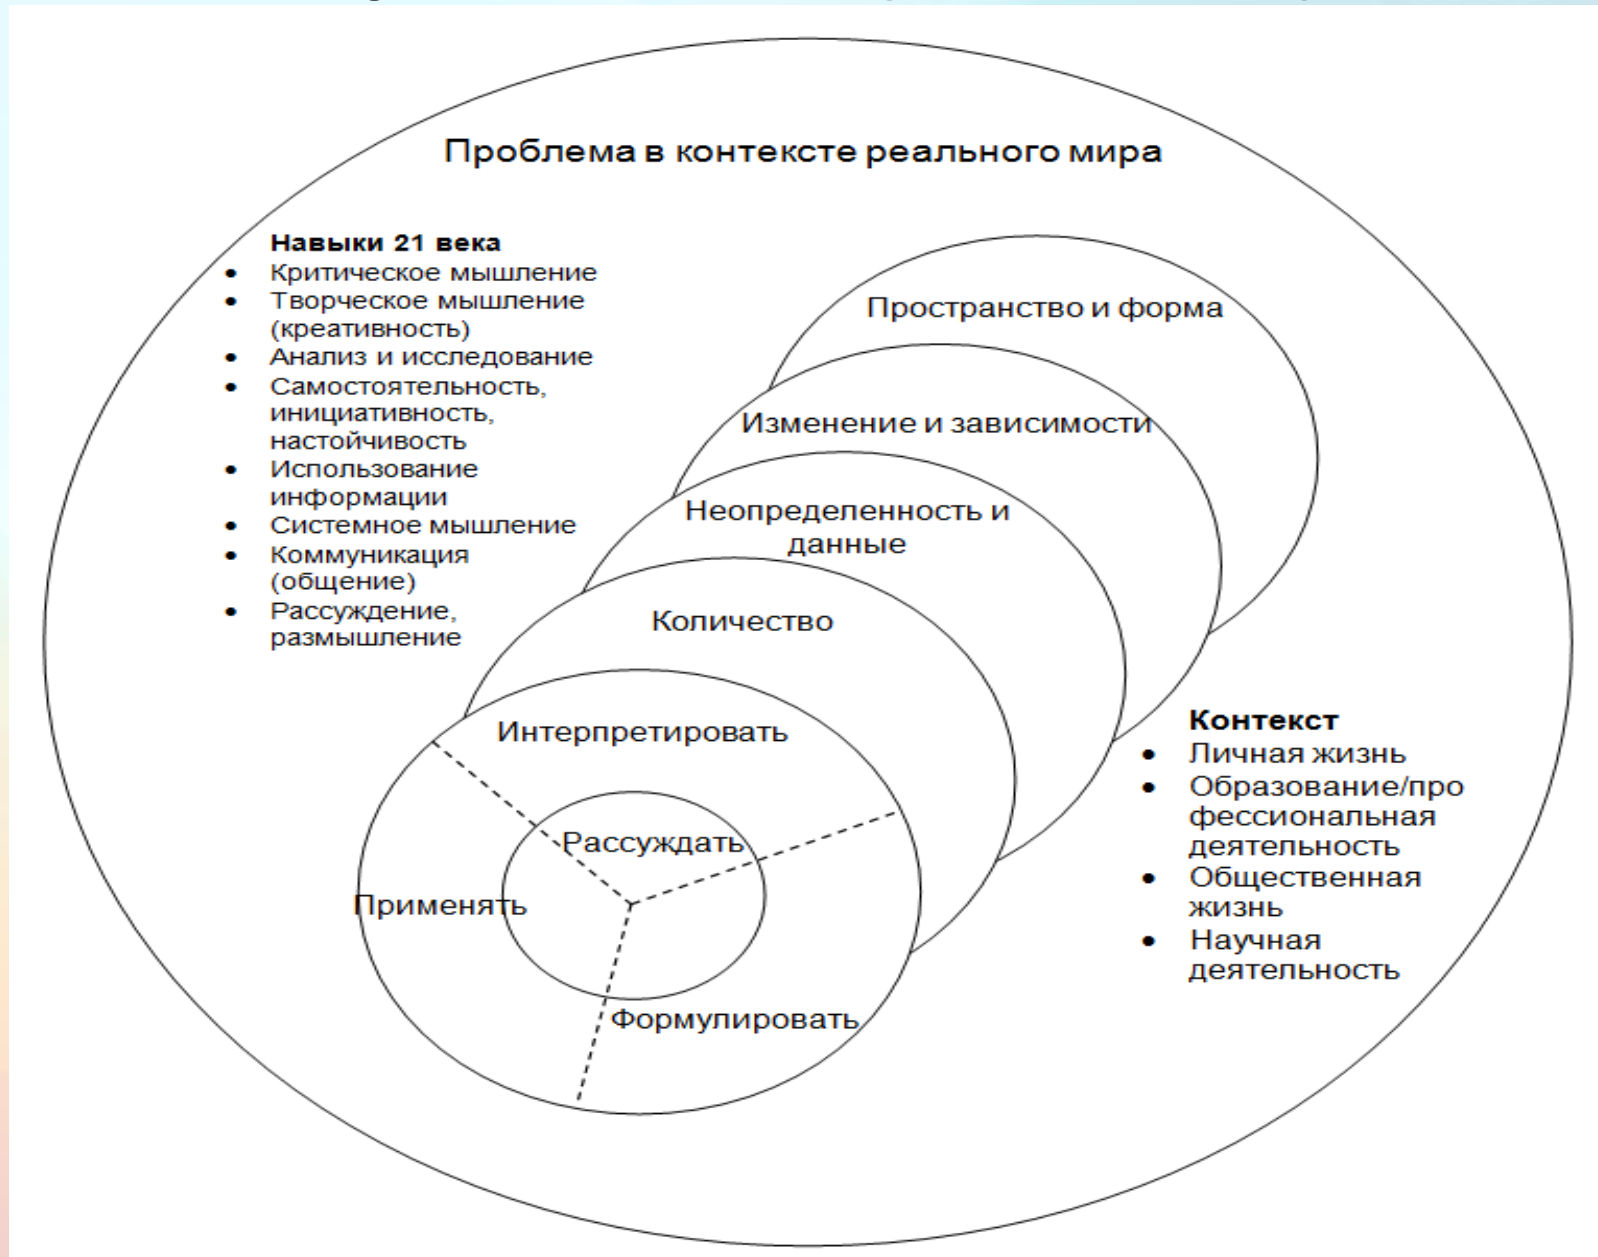 Проблема в контексте реального мира
Навыки 21 века
• Критическое мышление
• Творческое мышление
(креативность)
• Анализ и исследование
• Самостоятельность,
инициативность,
настойчивость
• Использование
информации
• Системное мышление
• Коммуникация
(общение)
• Рассуждение,
размышление
Пространство и форма
Изменение и зависимости
Неопределенность и
данные
Количество
Интерпретировать
Рассуждать
Применять
Формулировать
Контекст
• Личная жизнь
• Образование/про
фессиональная
деятельность
• Общественная
жизнь
• Научная
деятельность